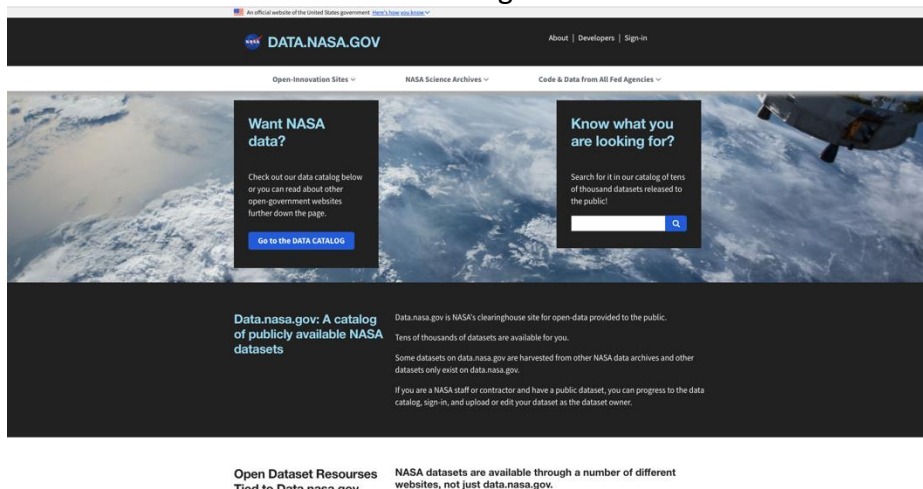 An official website of the United States government Here's how you know
DATA.NASA.GOV
About | Developers | Sign-in
Open-Innovation Sites
NASA Science Archives
Code & Data from All Fed Agencies
Want NASA
data?
Check out our data catalog below
or you can read about other
open-government websites
further down the page.
Go to the DATA CATALOG
Know what you
are looking for?
Search for it in our catalog of tens
of thousand datasets released to
the public!
Data.nasa.gov: A catalog
of publicly available NASA
datasets
Data.nasa.gov is NASA's clearinghouse site for open-data provided to the public.
Tens of thousands of datasets are available for you.
Some datasets on data.nasa.gov are harvested from other NASA data archives and other
datasets only exist on data.nasa.gov.
If you are a NASA staff or contractor and have a public dataset, you can progress to the data
catalog, sign-in, and upload or edit your dataset as the dataset owner.
Open Dataset Resourses
Tied to Data.nasa.gov
NASA datasets are available through a number of different
websites, not just data.nasa.gov.